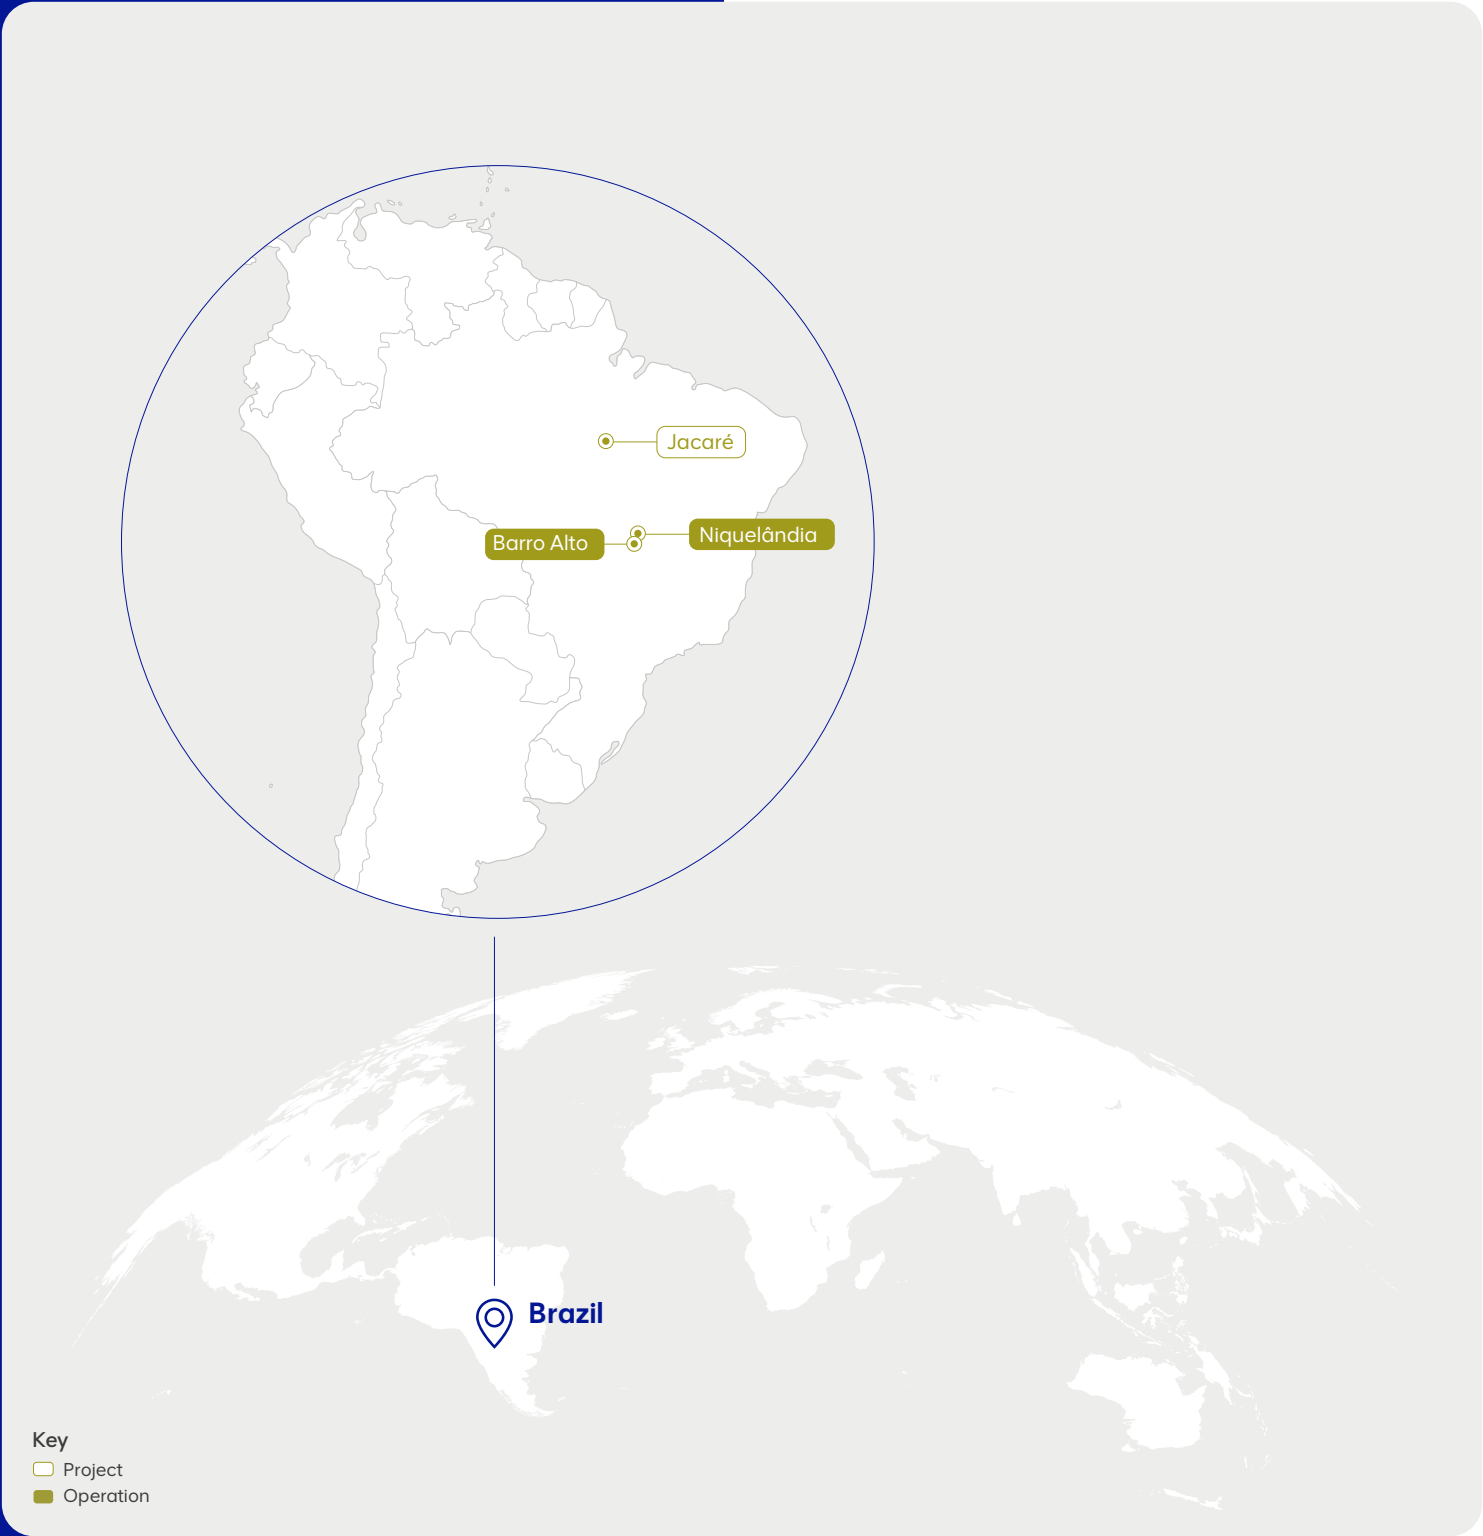 Jacaré
Niquelândia
Barro Alto
Brazil
Key
Project
Operation